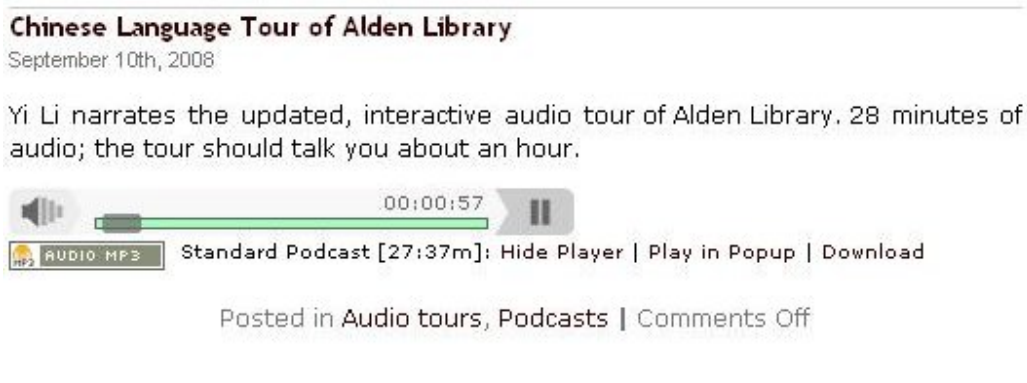 Chinese Language Tour of Alden Library
September 10th, 2008
Yi Li narrates the updated, interactive audio tour of Alden Library. 28 minutes of
audio; the tour should talk you about an hour.
00:00:57
MP3 AUDIO MP3 Standard Podcast [27:37m]: Hide Player | Play in Popup | Download
Posted in Audio tours, Podcasts | Comments Off